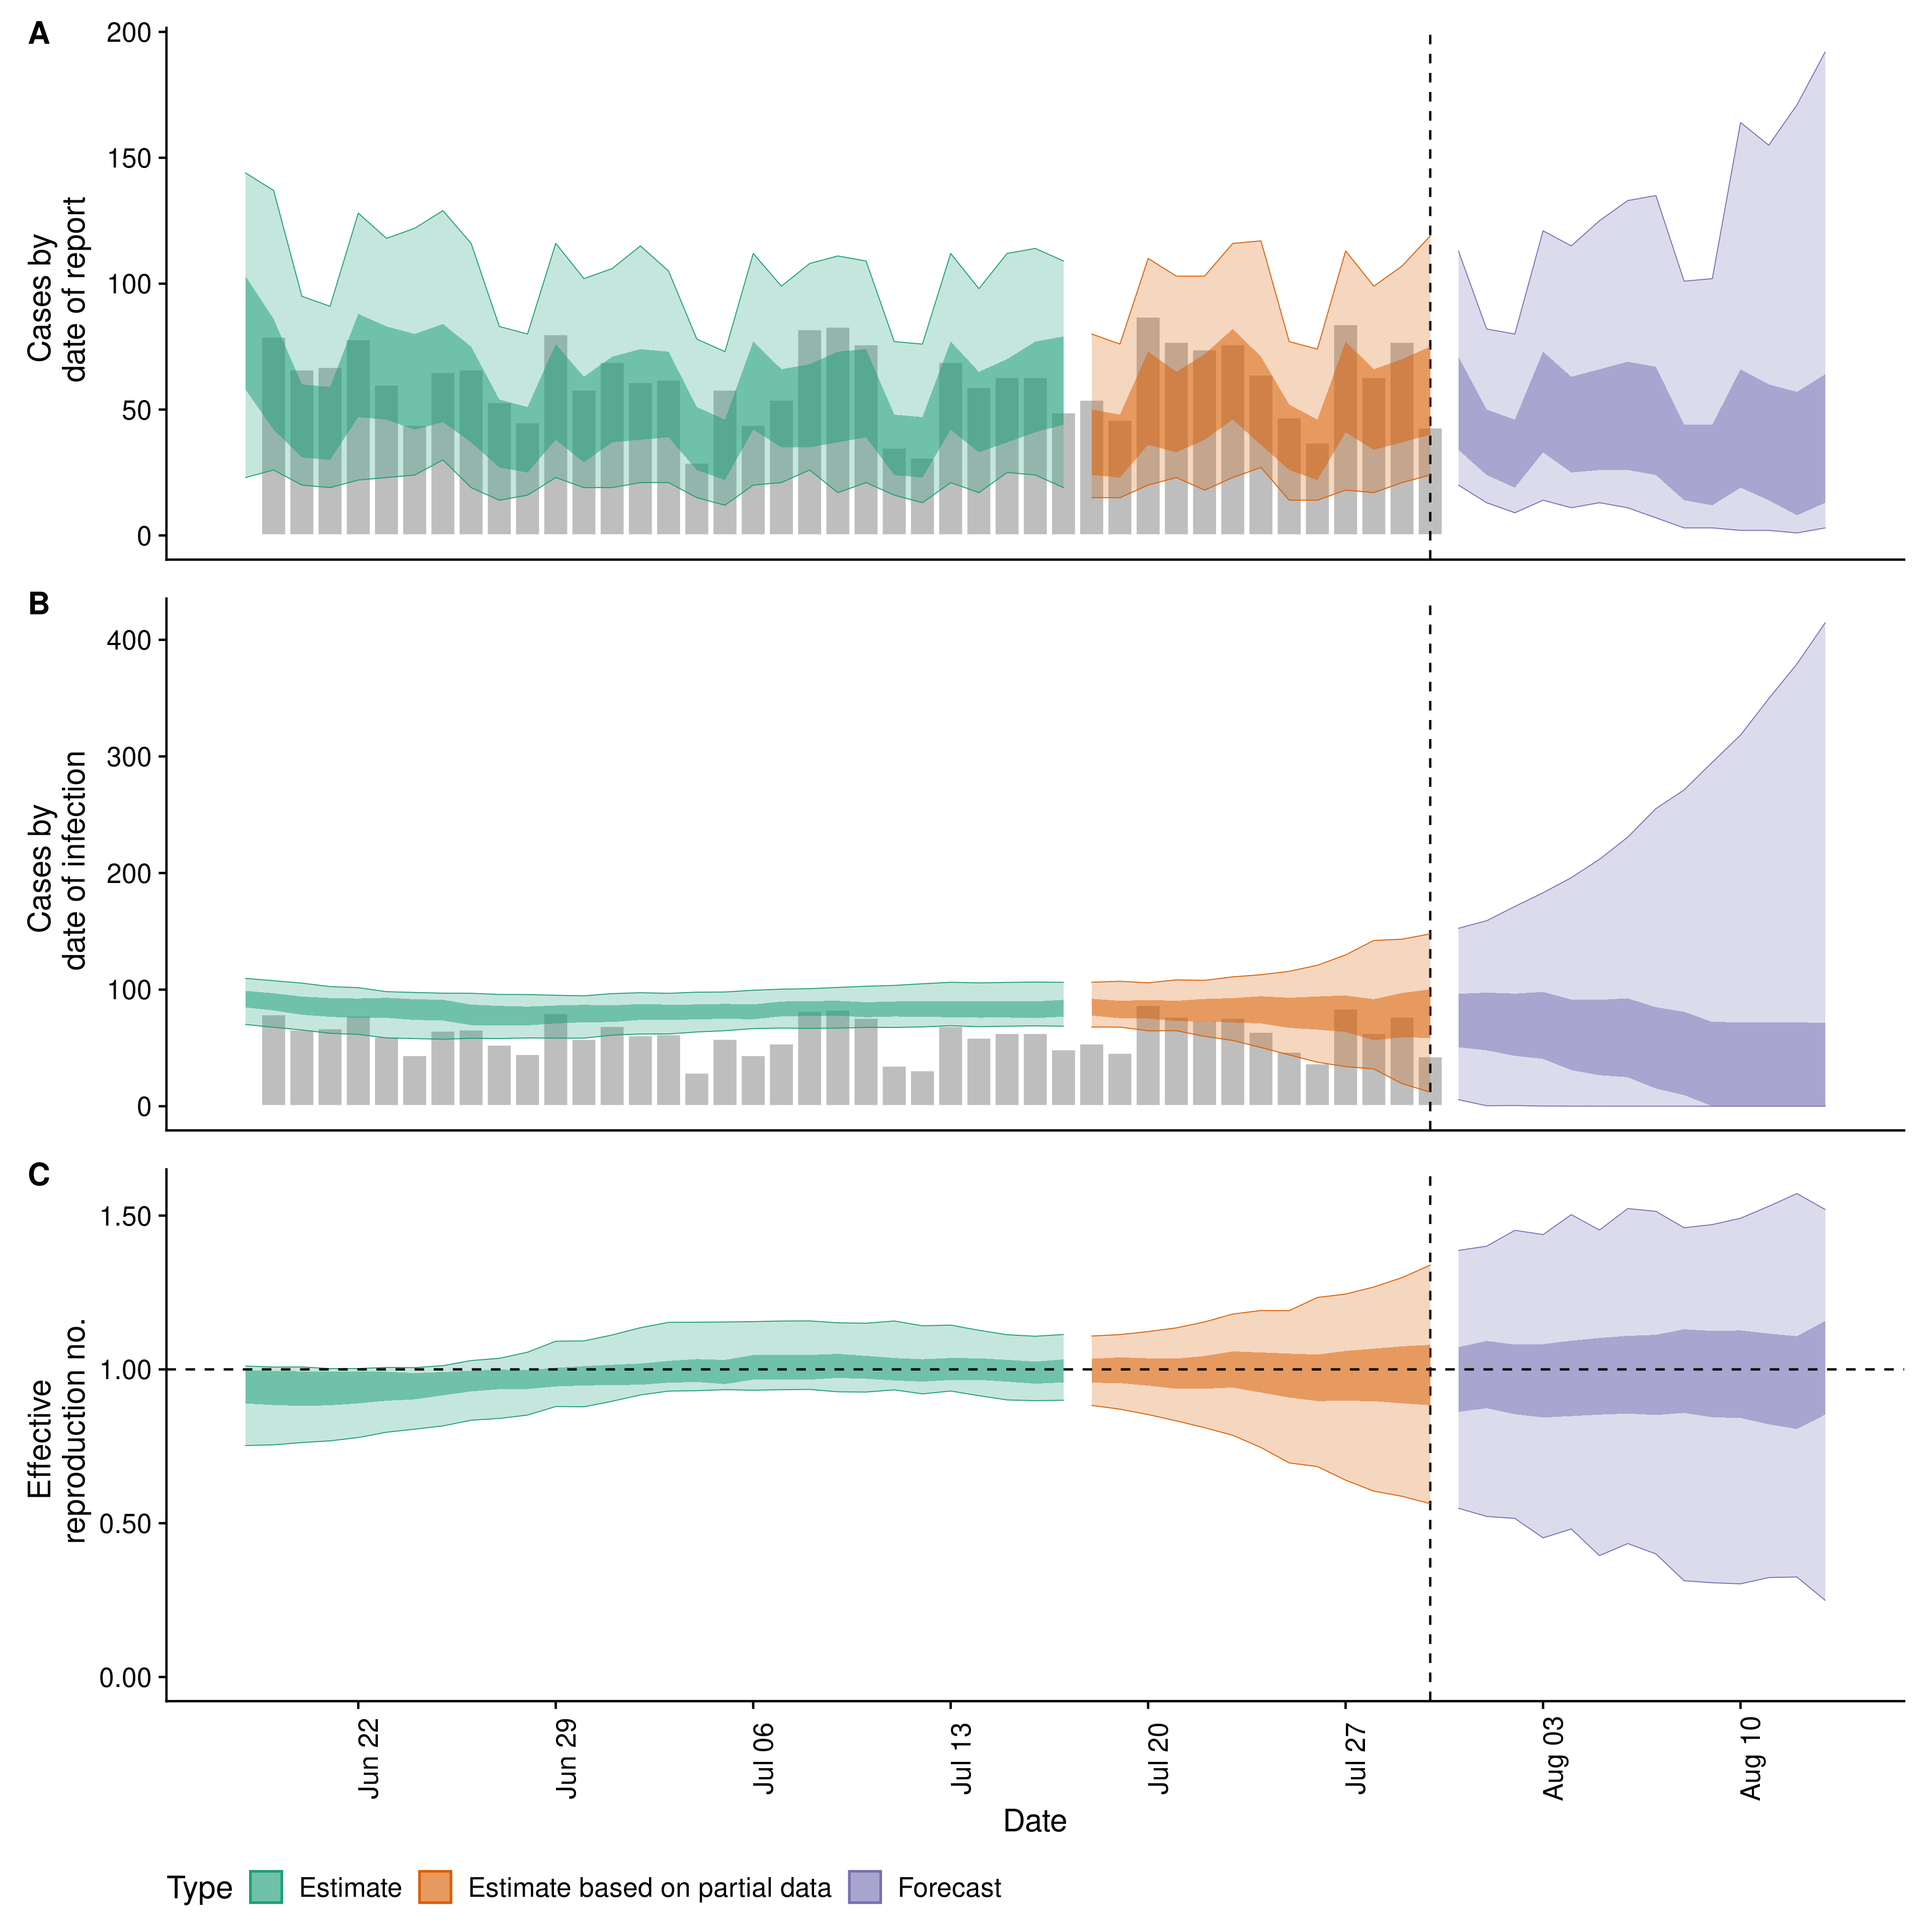 A
200
150
100
50
0
Cases by
date of report
B
400
300
200
100
0
Cases by
date of infection
C
1.50
1.00
0.50
0.00
Effective
reproduction no.
Jun 22
Jun 29
Jul 06
Jul 13
Jul 20
Jul 27
Aug 03
Aug 10
Date
Type Estimate Estimate based on partial data Forecast